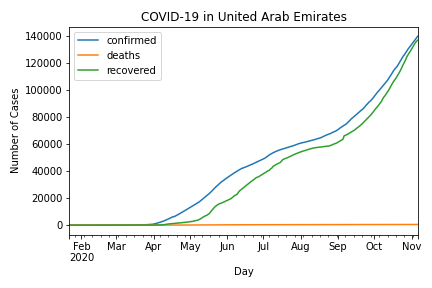 COVID-19 in United Arab Emirates
confirmed
deaths
recovered
Number of Cases
140000
120000
100000
80000
60000
40000
20000
0
Feb Mar Apr May Jun Jul Aug Sep Oct Nov
2020
Day